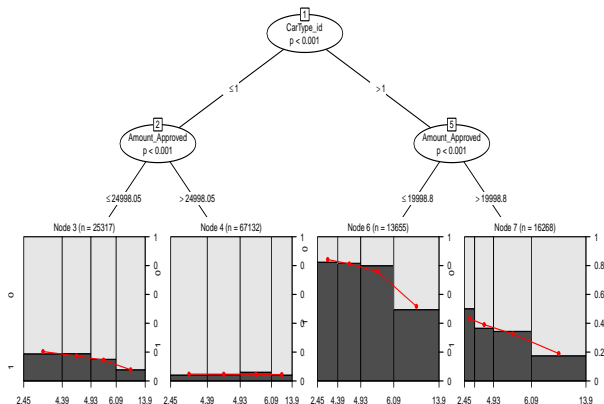 1
CarType_id
p < 0.001
≤ 1
> 1
2
Amount_Approved
p < 0.001
5
Amount_Approved
p < 0.001
≤ 24998.05
> 24998.05
≤ 19998.8
> 19998.8
Node 3 (n = 25317)
Node 4 (n = 67132)
Node 6 (n = 13655)
Node 7 (n = 16268)
1 0
1 0
1 0
1
0.8
0.6
0.4
0.2
0
2.45 4.39 4.93 6.09 13.9
2.45 4.39 4.93 6.09 13.9
2.45 4.39 4.93 6.09 13.9
2.45 4.93 6.09 13.9